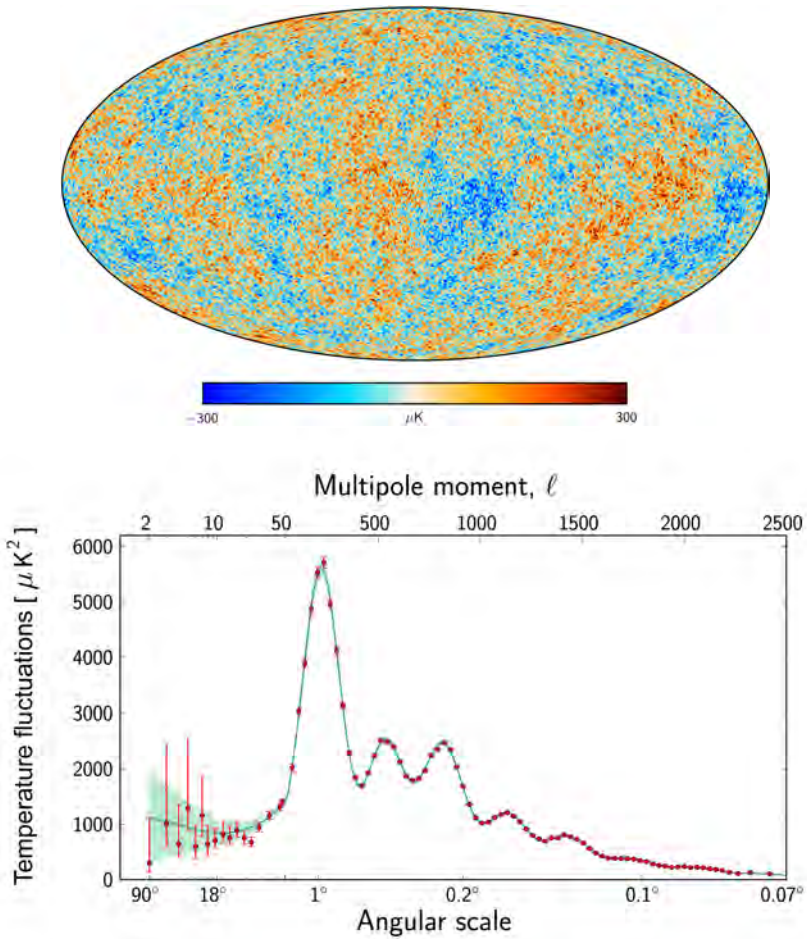 −300 μK 300
Multipole moment, ℓ
2 10 50 500 1000 1500 2000 2500
Temperature fluctuations [ μ K² ]
6000
5000
4000
3000
2000
1000
0
90° 18° 1° 0.2° 0.1° 0.07°
Angular scale